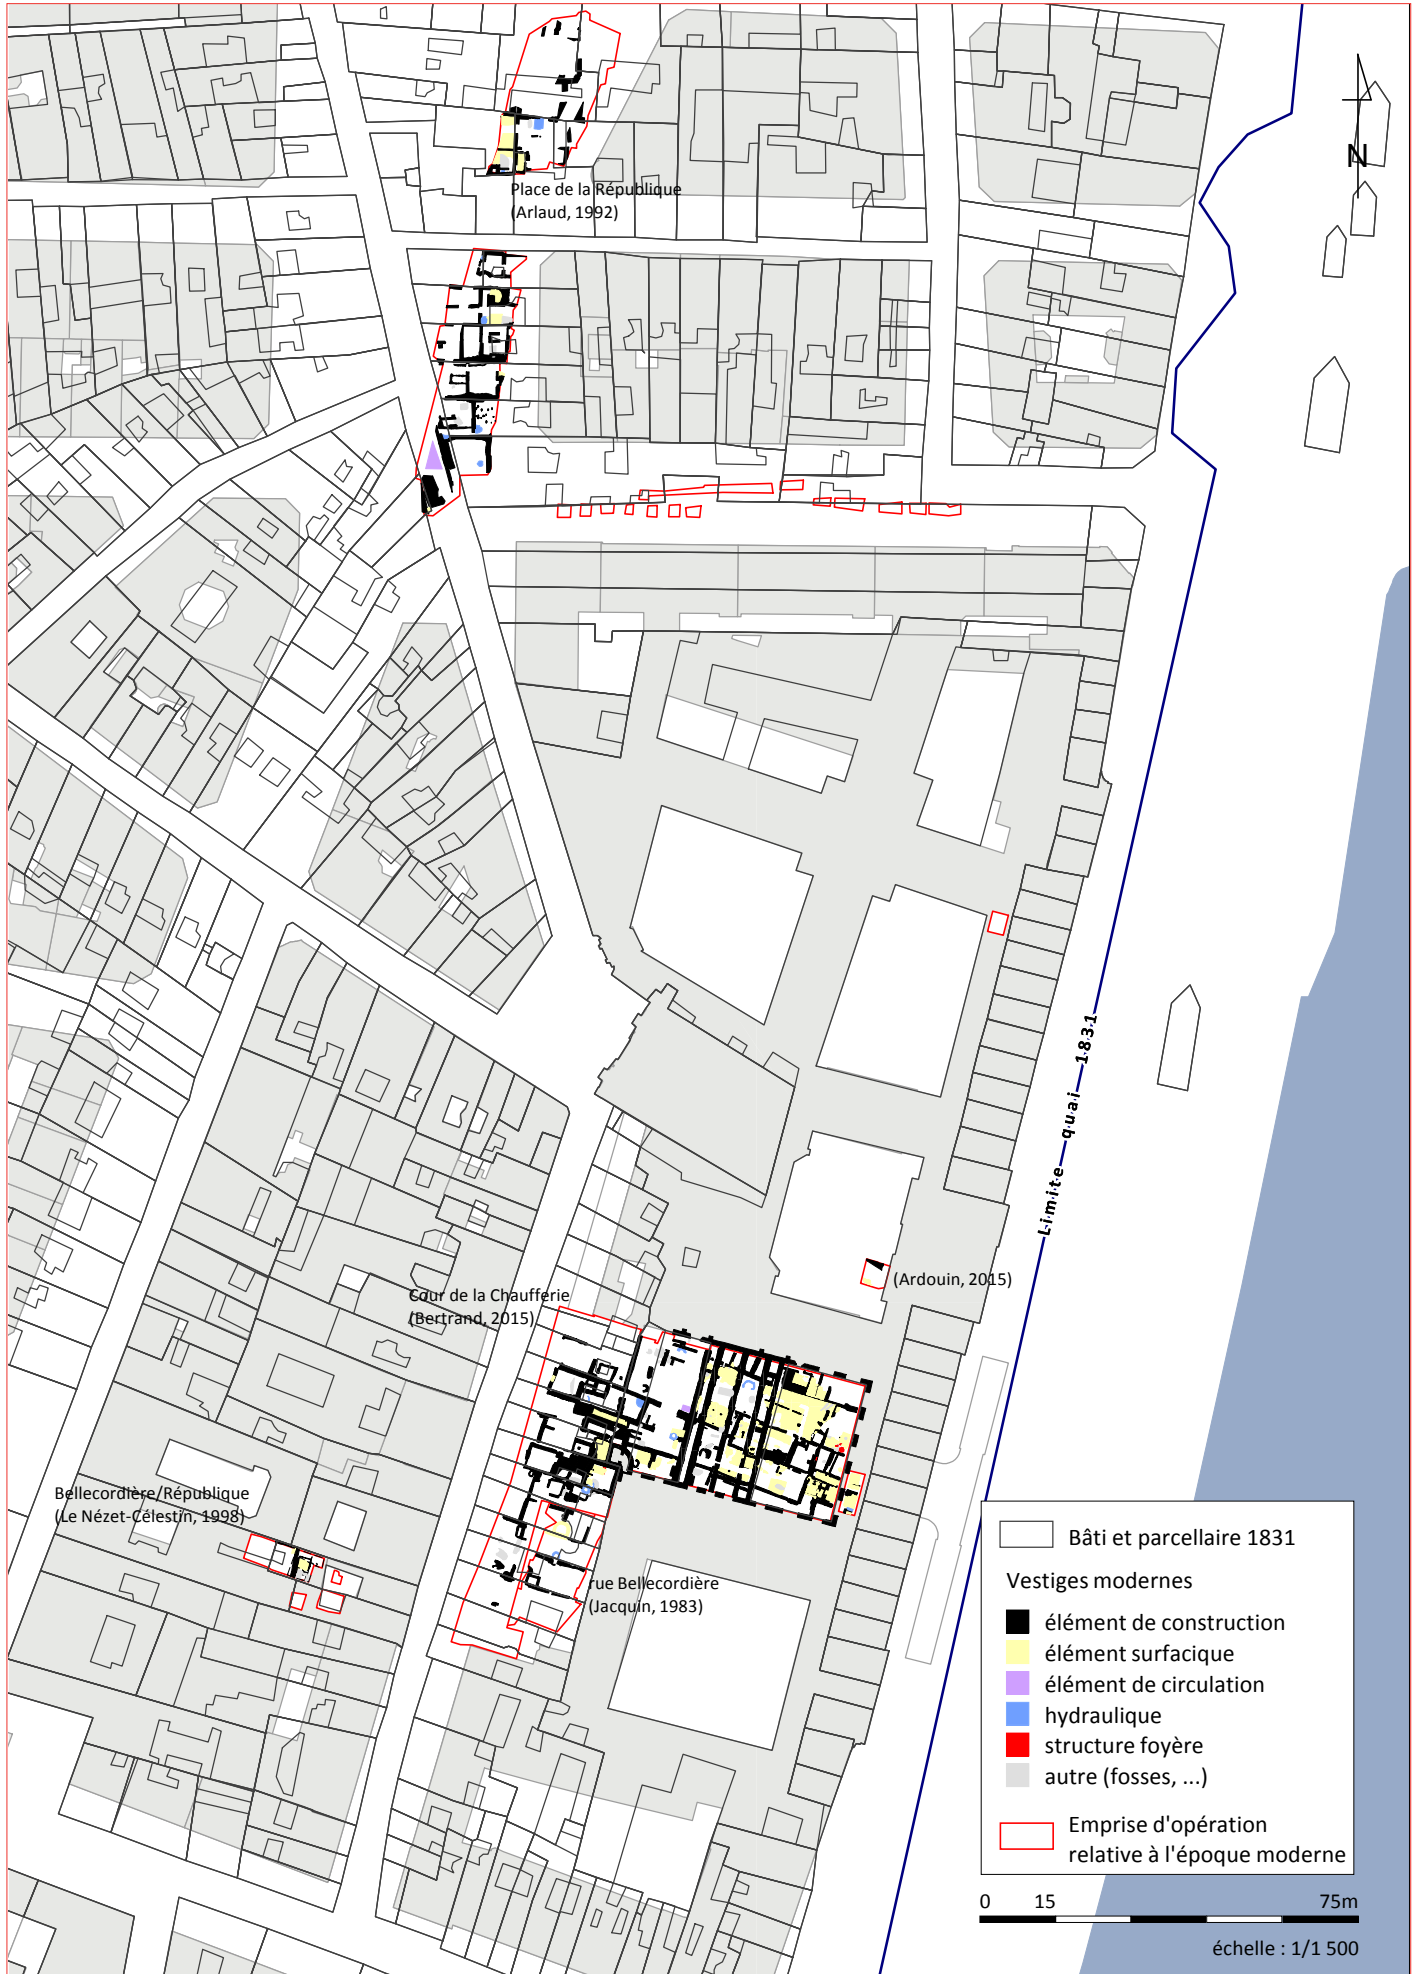 N
Place de la République
(Arlaud, 1992)
Limite quai 1831
(Ardouin, 2015)
Cour de la Chaufferie
(Bertrand, 2015)
Bellecordière/République
(Le Nézet-Célestin, 1998)
rue Bellecordière
(Jacquin, 1983)
Bâti et parcellaire 1831
Vestiges modernes
élément de construction
élément surfacique
élément de circulation
hydraulique
structure foyère
autre (fosses, ...)
Emprise d'opération
relative à l'époque moderne
0 15 75m
échelle : 1/1 500